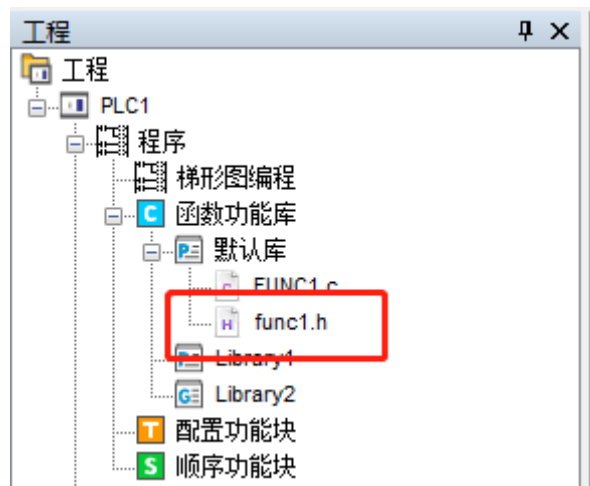 工程
工程
PLC1
程序
梯形图编程
函数功能库
默认库
FUNC1.c
func1.h
Library1
Library2
配置功能块
顺序功能块